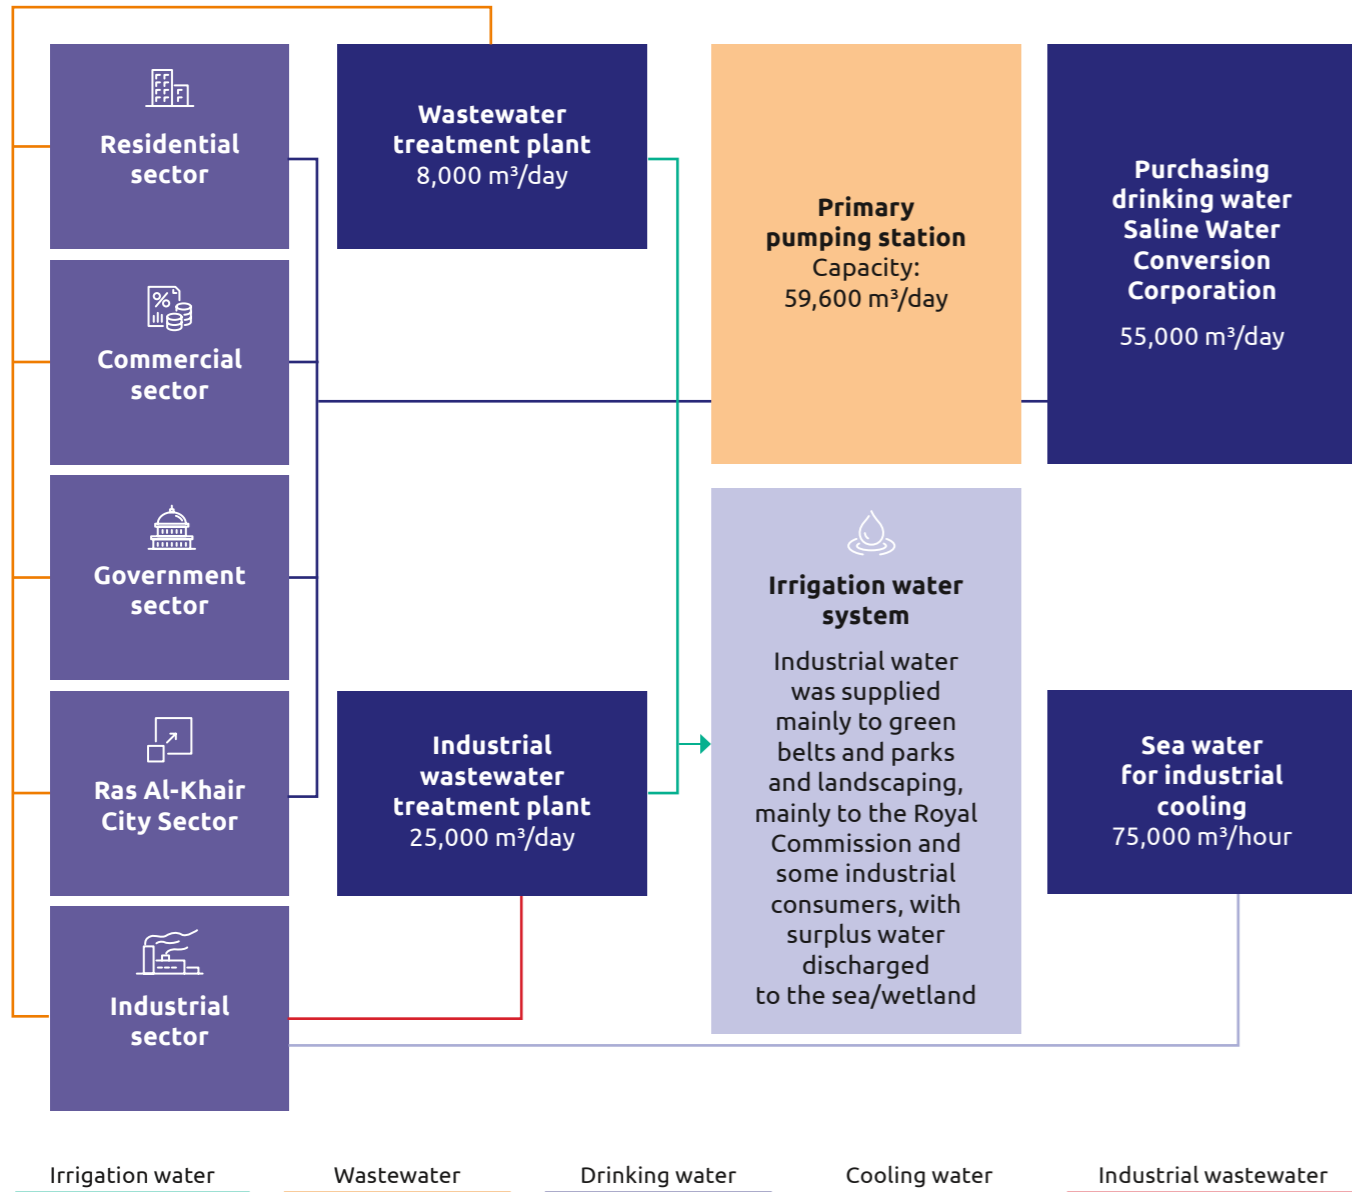 Residential
sector
Commercial
sector
Government
sector
Ras Al-Khair
City Sector
Industrial
sector
Wastewater
treatment plant
8,000 m³/day
Industrial
wastewater
treatment plant
25,000 m³/day
Primary
pumping station
Capacity:
59,600 m³/day
Irrigation water
system
Industrial water
was supplied
mainly to green
belts and parks
and landscaping,
mainly to the Royal
Commission and
some industrial
consumers, with
surplus water
discharged
to the sea/wetland
Purchasing
drinking water
Saline Water
Conversion
Corporation
55,000 m³/day
Sea water
for industrial
cooling
75,000 m³/hour
Irrigation water
Wastewater
Drinking water
Cooling water
Industrial wastewater